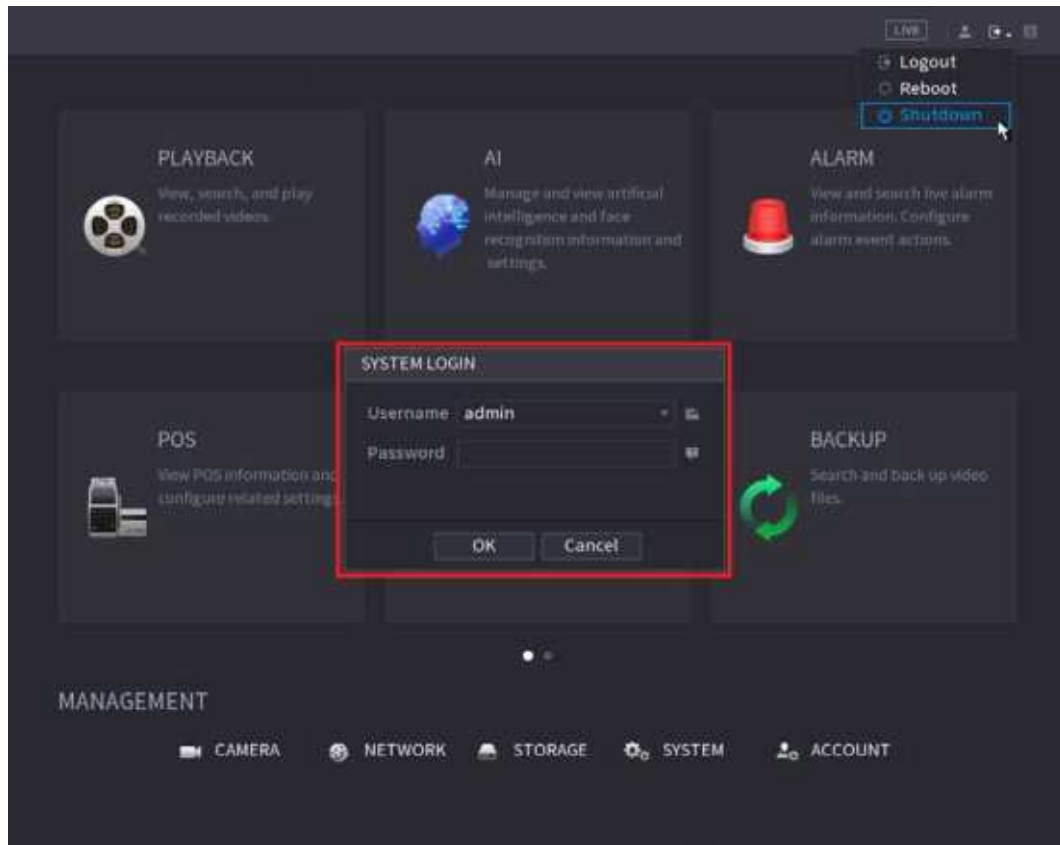 LIVE
Logout
Reboot
Shutdown
PLAYBACK
View, search, and play
recorded videos.
AI
Manage and view artificial
intelligence and face
recognition information and
settings.
ALARM
View and search live alarm
information. Configure
alarm event actions.
SYSTEM LOGIN
Username admin
Password
OK Cancel
POS
View POS information and
configure related settings.
BACKUP
Search and back up video
files.
MANAGEMENT
CAMERA NETWORK STORAGE SYSTEM ACCOUNT